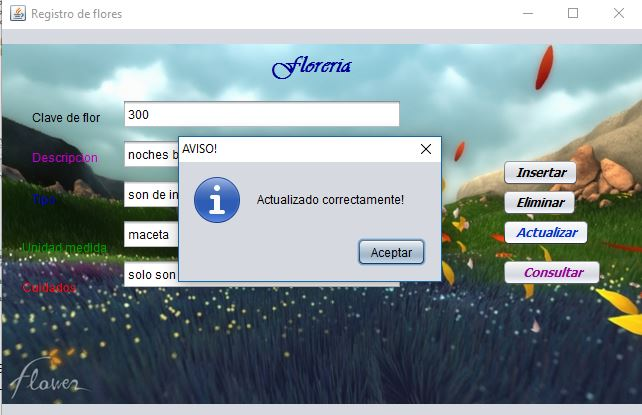 Registro de flores
Floreria
Clave de flor
300
Descripcion
noches b
AVISO!
Tipo
son de in
Actualizado correctamente!
Unidad medida
maceta
Aceptar
Cuidados
solo son
Insertar
Eliminar
Actualizar
Consultar
flower